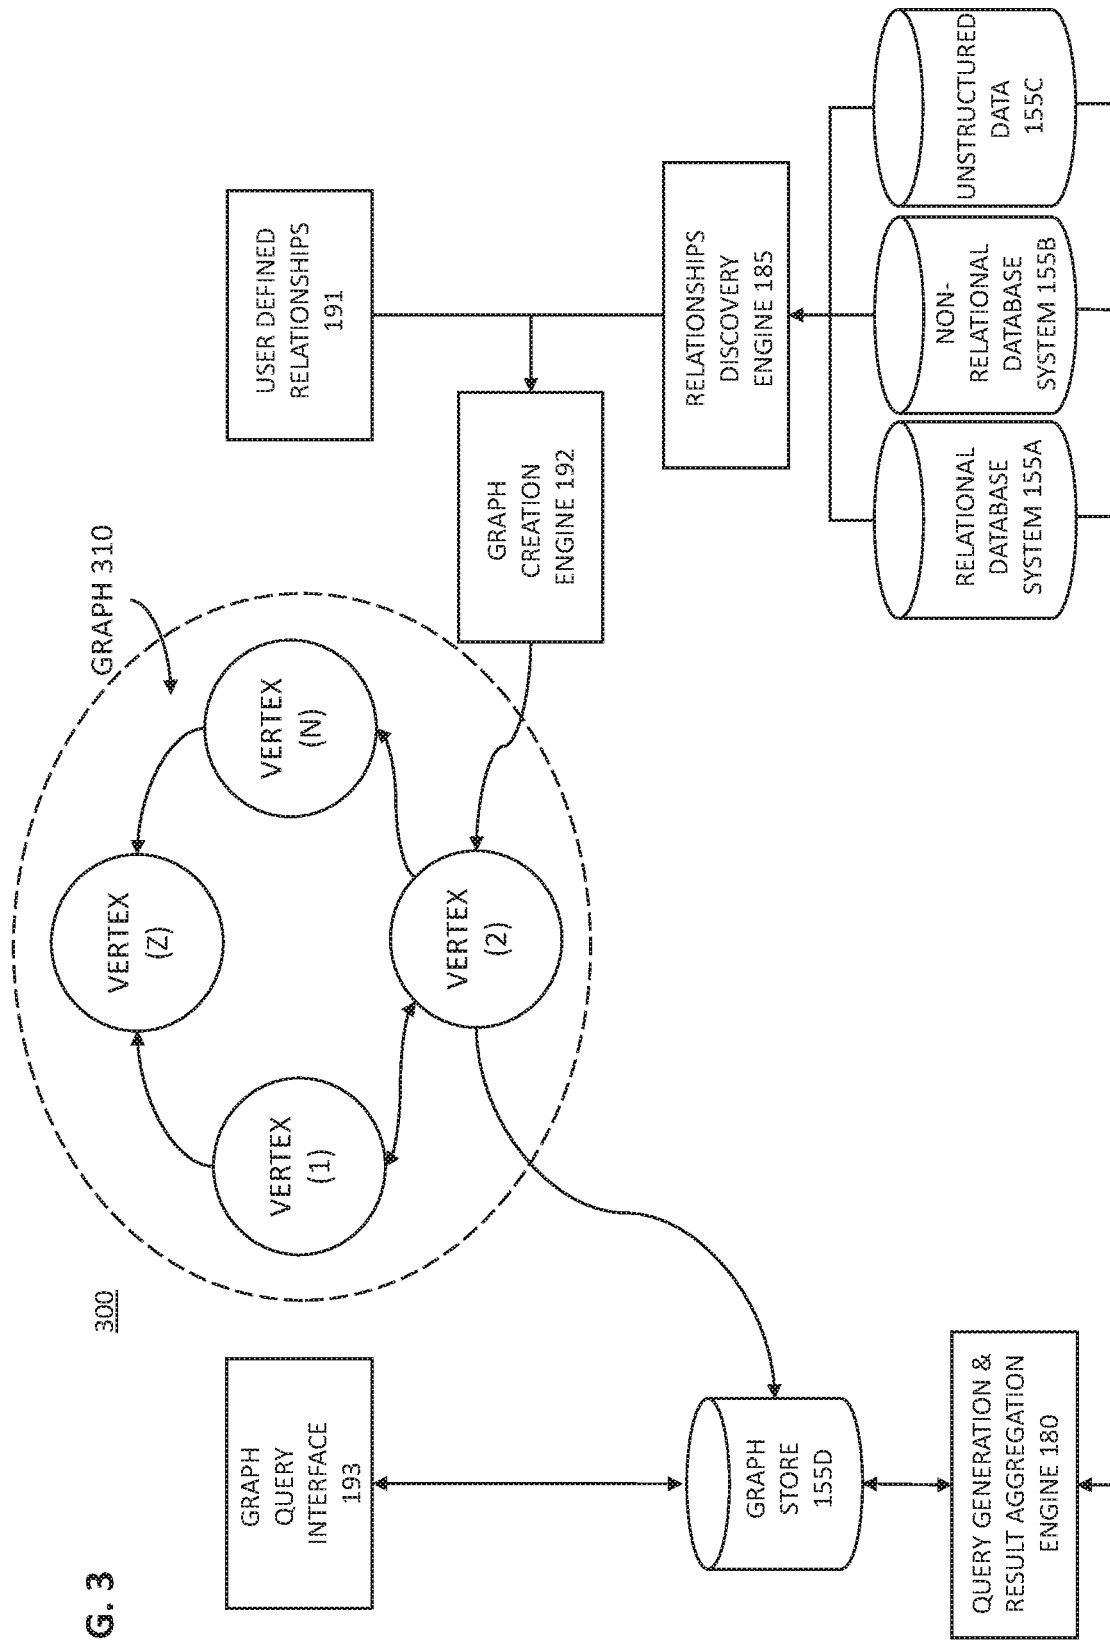 G. 3
300
GRAPH 310
GRAPH
QUERY
INTERFACE
193
VERTEX
(Z)
VERTEX
(1)
VERTEX
(N)
VERTEX
(2)
USER DEFINED
RELATIONSHIPS
191
GRAPH
CREATION
ENGINE 192
GRAPH
STORE
155D
RELATIONSHIPS
DISCOVERY
ENGINE 185
QUERY GENERATION &
RESULT AGGREGATION
ENGINE 180
RELATIONAL
DATABASE
SYSTEM 155A
NON-
RELATIONAL
DATABASE
SYSTEM 155B
UNSTRUCTURED
DATA
155C